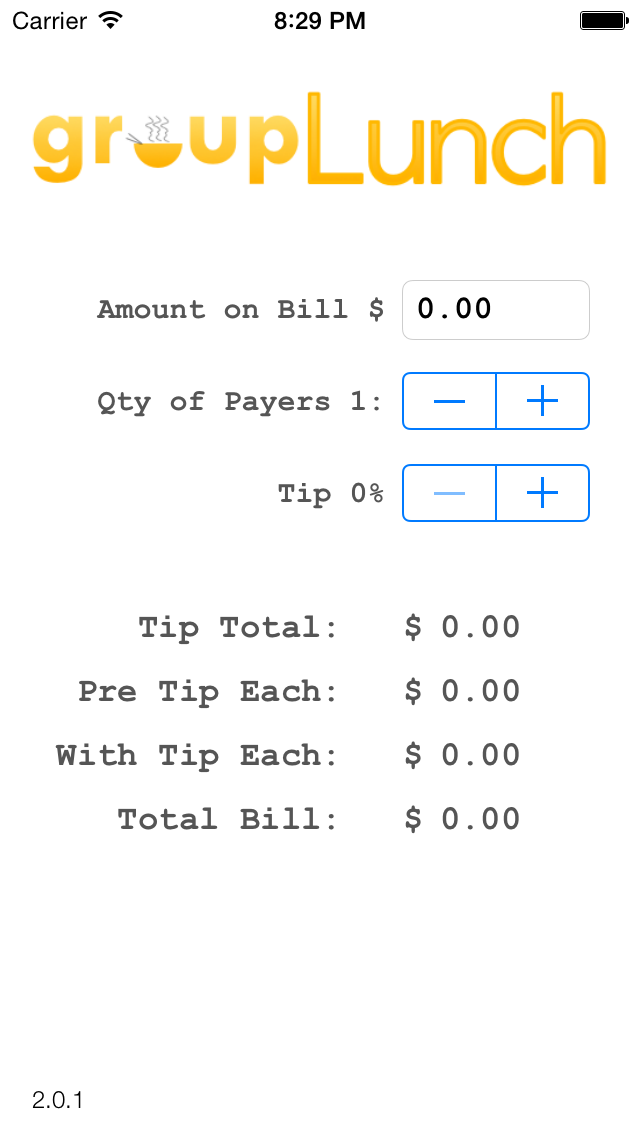 Carrier 8:29 PM
groupLunch
Amount on Bill $ 0.00
Qty of Payers 1: — +
Tip 0% — +
Tip Total: $ 0.00
Pre Tip Each: $ 0.00
With Tip Each: $ 0.00
Total Bill: $ 0.00
2.0.1